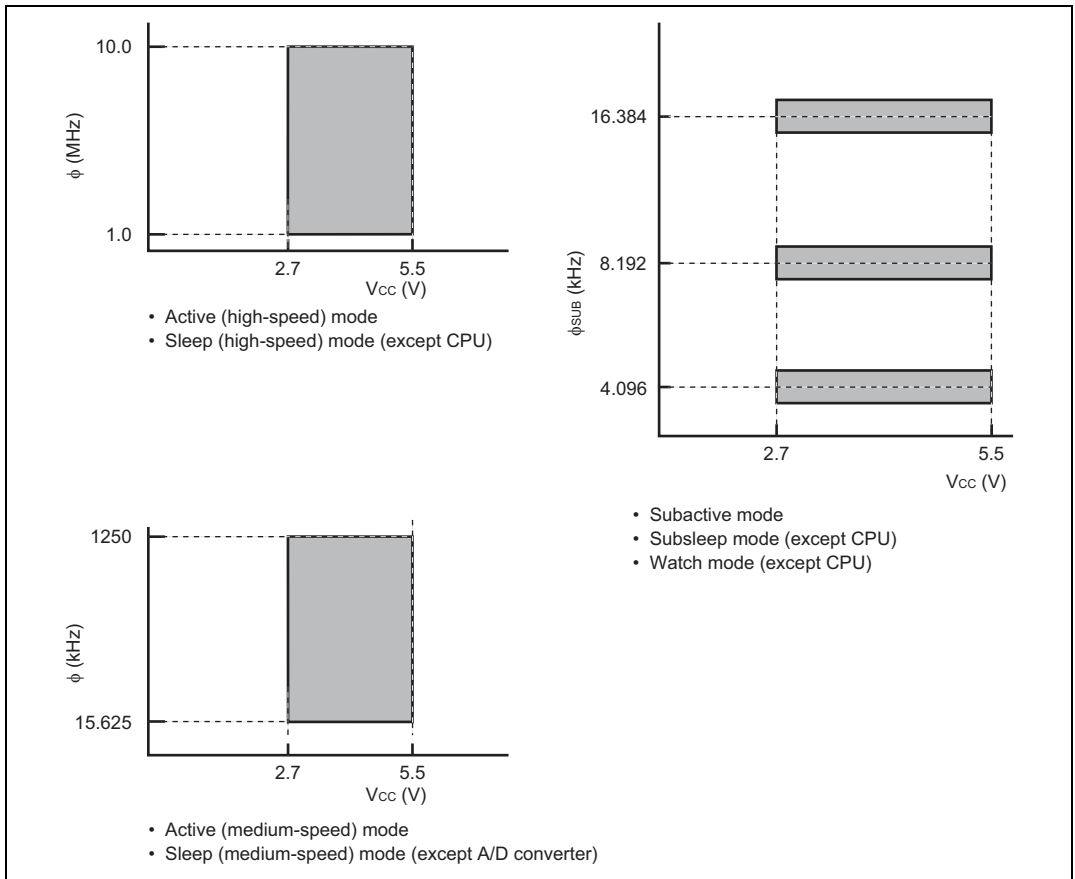 10.0
φ (MHz)
1.0
2.7
5.5
VCC (V)
• Active (high-speed) mode
• Sleep (high-speed) mode (except CPU)
16.384
φSUB (kHz)
8.192
4.096
2.7
5.5
VCC (V)
• Subactive mode
• Subsleep mode (except CPU)
• Watch mode (except CPU)
1250
φ (kHz)
15.625
2.7
5.5
VCC (V)
• Active (medium-speed) mode
• Sleep (medium-speed) mode (except A/D converter)